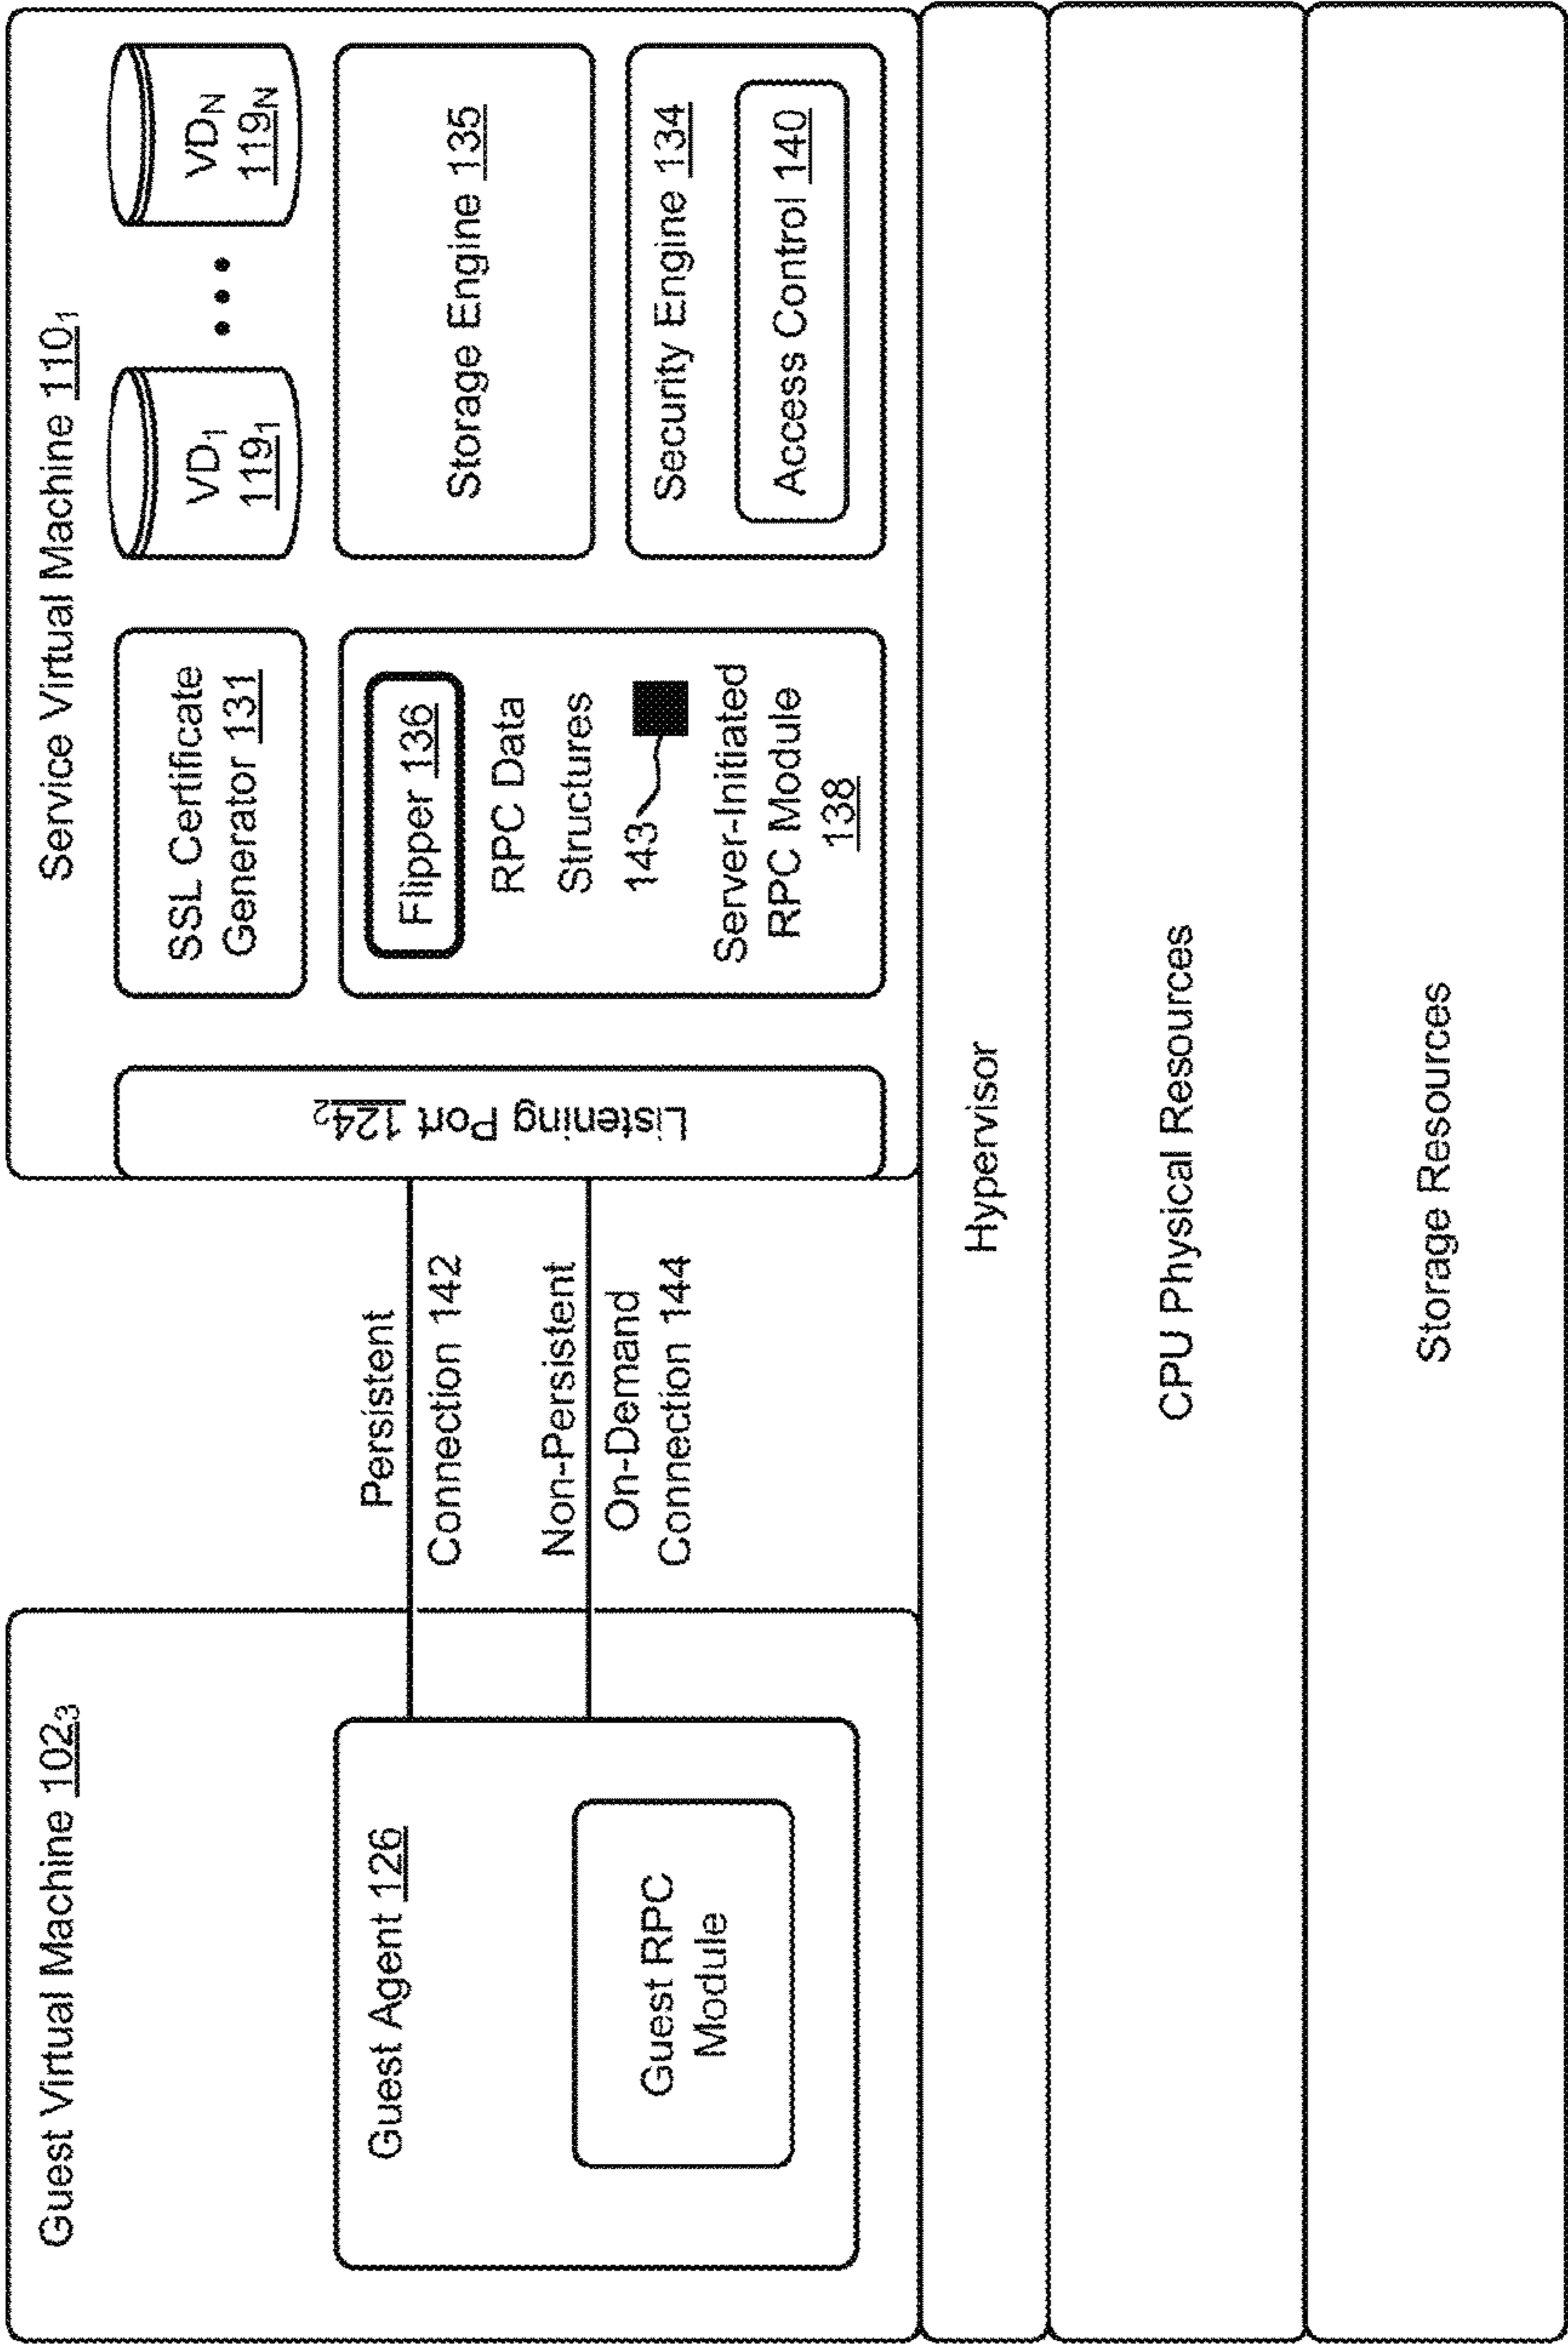 Guest Virtual Machine 102₃
Guest Agent 126
Guest RPC
Module
Persistent
Connection 142
Non-Persistent
On-Demand
Connection 144
Service Virtual Machine 110₁
Listening Port 124₂
SSL Certificate
Generator 131
Flipper 136
RPC Data
Structures
143
Server-Initiated
RPC Module
138
VD₁
119₁
VD_N
119_N
Storage Engine 135
Security Engine 134
Access Control 140
Hypervisor
CPU Physical Resources
Storage Resources